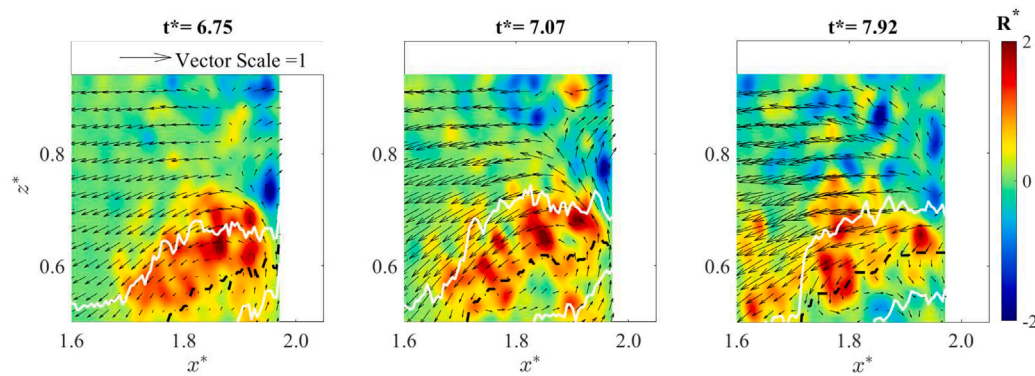 t*= 6.75 t*= 7.07 t*= 7.92 R*
Vector Scale =1
2
0.8 0.8 0.8
z* 0
0.6 0.6 0.6
-2
1.6 1.8 2.0 1.6 1.8 2.0 1.6 1.8 2.0
x* x* x*